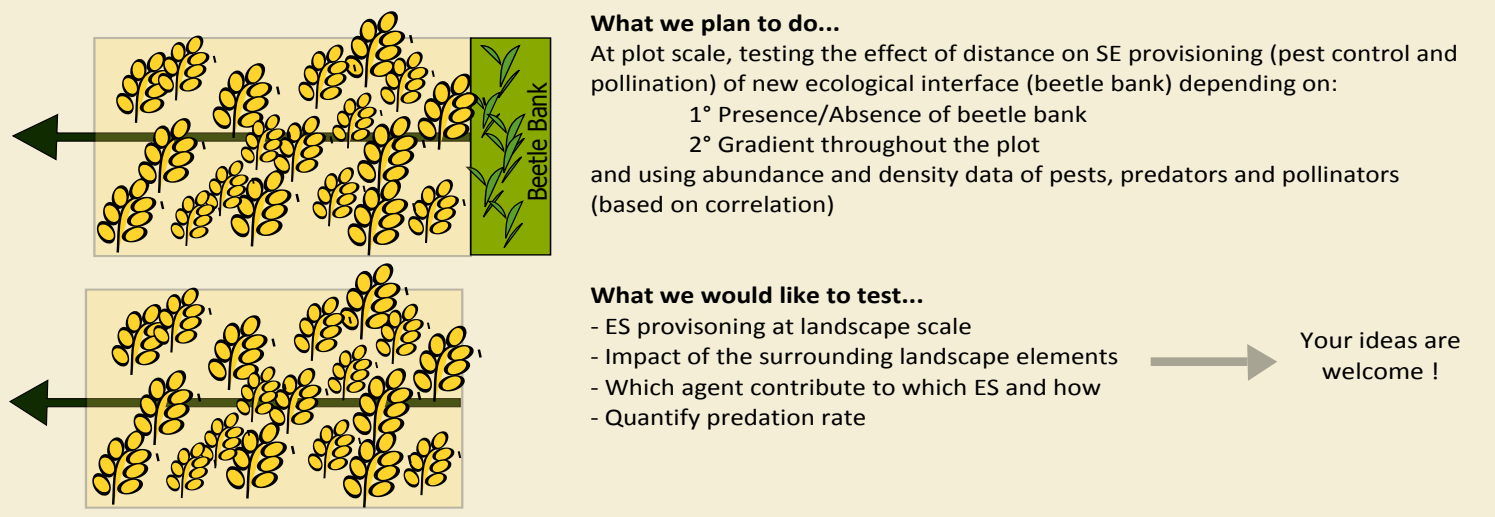 Beetle Bank
What we plan to do...
At plot scale, testing the effect of distance on SE provisioning (pest control and
pollination) of new ecological interface (beetle bank) depending on:
1° Presence/Absence of beetle bank
2° Gradient throughout the plot
and using abundance and density data of pests, predators and pollinators
(based on correlation)
What we would like to test...
- ES provisoning at landscape scale
- Impact of the surrounding landscape elements
- Which agent contribute to which ES and how
- Quantify predation rate
Your ideas are
welcome !